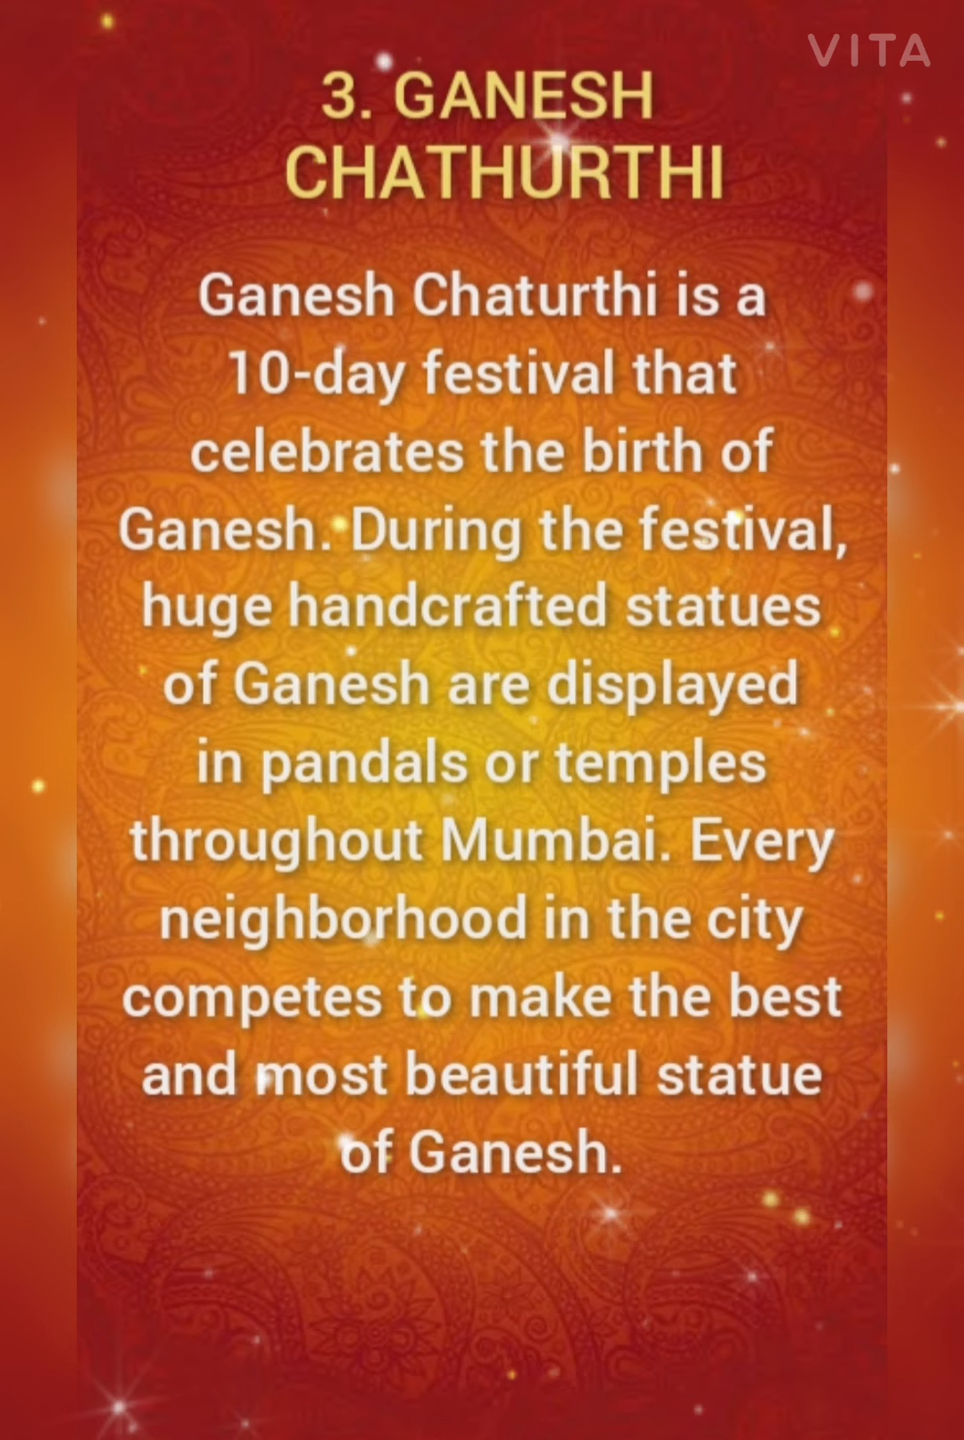 VITA
3. GANESH
CHATHURTHI
Ganesh Chaturthi is a
10-day festival that
celebrates the birth of
Ganesh. During the festival,
huge handcrafted statues
of Ganesh are displayed
in pandals or temples
throughout Mumbai. Every
neighborhood in the city
competes to make the best
and most beautiful statue
of Ganesh.